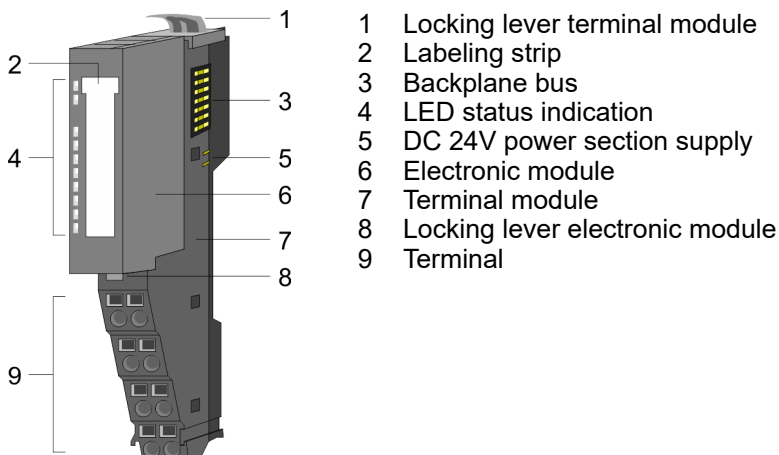 1
2
3
4
5
6
7
8
9
1 Locking lever terminal module
2 Labeling strip
3 Backplane bus
4 LED status indication
5 DC 24V power section supply
6 Electronic module
7 Terminal module
8 Locking lever electronic module
9 Terminal